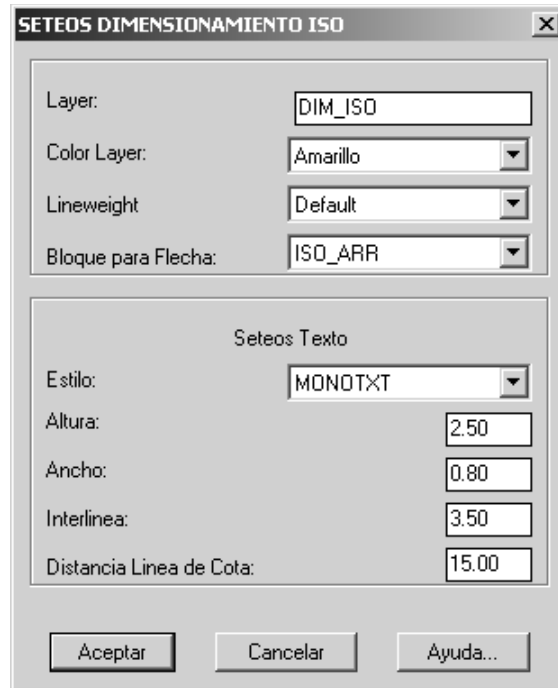 SETEOS DIMENSIONAMIENTO ISO
Layer: DIM_ISO
Color Layer: Amarillo
Lineweight Default
Bloque para Flecha: ISO_ARR
Seteos Texto
Estilo: MONOTXT
Altura: 2.50
Ancho: 0.80
Interlinea: 3.50
Distancia Linea de Cota: 15.00
Aceptar Cancelar Ayuda...